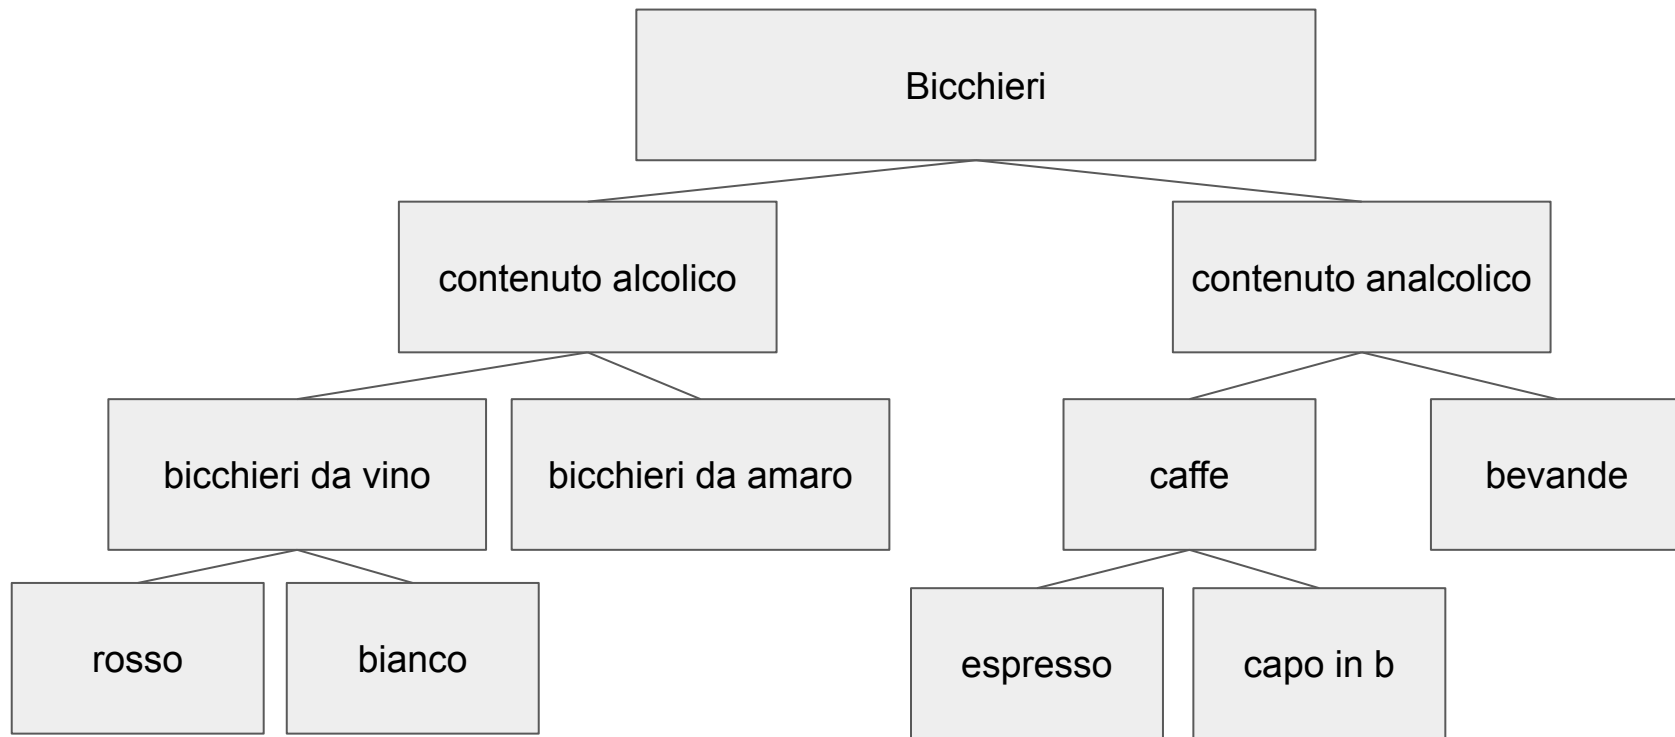 Bicchieri
contenuto alcolico
contenuto analcolico
bicchieri da vino
bicchieri da amaro
caffe
bevande
rosso
bianco
espresso
capo in b